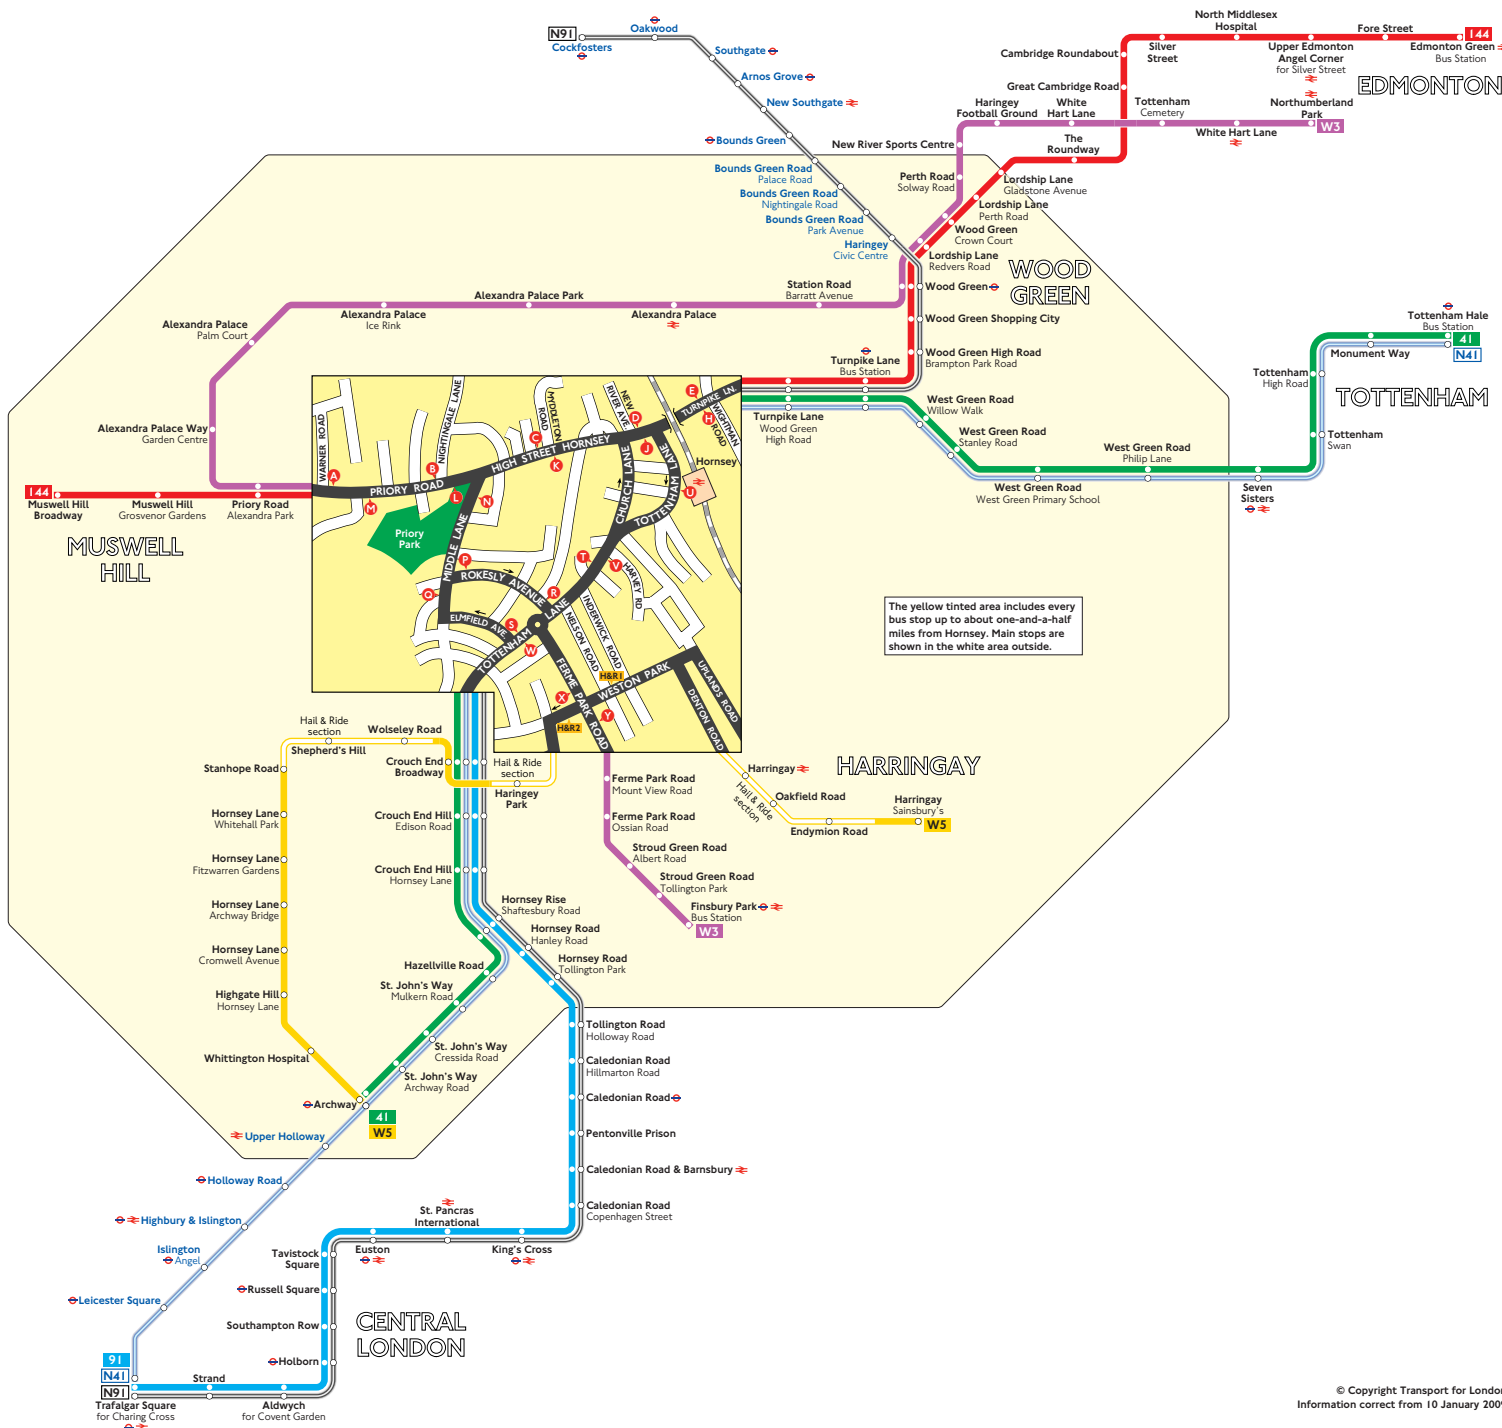 N91
Cockfosters
Oakwood
Southgate
Arnos Grove
New Southgate
Bounds Green
Bounds Green Road
Palace Road
Bounds Green Road
Nightingale Road
Bounds Green Road
Park Avenue
Haringey
Civic Centre
North Middlesex
Hospital
Fore Street
144
Cambridge Roundabout
Silver
Street
Upper Edmonton
Angel Corner
for Silver Street
Edmonton Green
Bus Station
EDMONTON
Great Cambridge Road
Haringey
Football Ground
White
Hart Lane
Tottenham
Cemetery
Northumberland
Park
W3
White Hart Lane
New River Sports Centre
The
Roundway
Perth Road
Solway Road
Lordship Lane
Gladstone Avenue
Lordship Lane
Perth Road
Wood Green
Crown Court
Lordship Lane
Redvers Road
WOOD
GREEN
Wood Green
Wood Green Shopping City
Wood Green High Road
Brampton Park Road
Turnpike Lane
Bus Station
Station Road
Barratt Avenue
Alexandra Palace Park
Alexandra Palace
Alexandra Palace
Ice Rink
Alexandra Palace
Palm Court
Alexandra Palace Way
Garden Centre
144
Muswell Hill
Broadway
Muswell Hill
Grosvenor Gardens
Priory Road
Alexandra Park
MUSWELL
HILL
Tottenham Hale
Bus Station
41
N41
Monument Way
Tottenham
High Road
TOTTENHAM
Tottenham
Swan
Turnpike Lane
Wood Green
High Road
West Green Road
Willow Walk
West Green Road
Stanley Road
West Green Road
Philip Lane
West Green Road
West Green Primary School
Seven
Sisters
WARNER ROAD
NIGHTINGALE LANE
MYDDLETON
ROAD
NEW
RIVER AVE
TURNPIKE LN.
WIGHTMAN
ROAD
HIGH STREET HORNSEY
PRIORY ROAD
CHURCH LANE
TOTTENHAM
LANE
Hornsey
Priory
Park
MIDDLE LANE
ROKESLY AVENUE
ELMFIELD AVE
TOTTENHAM
LANE
HARVEY RD
INDERWICK ROAD
NELSON ROAD
FERME PARK ROAD
WESTON PARK
UPLANDS ROAD
DENTON ROAD
A
B
C
D
E
H
J
K
L
M
N
P
Q
R
S
T
U
V
W
X
Y
H&R1
H&R2
The yellow tinted area includes every
bus stop up to about one-and-a-half
miles from Hornsey. Main stops are
shown in the white area outside.
Hail & Ride
section
Shepherd's Hill
Wolseley Road
Stanhope Road
Crouch End
Broadway
Hail & Ride
section
Haringey
Park
Hornsey Lane
Whitehall Park
Crouch End Hill
Edison Road
Hornsey Lane
Fitzwarren Gardens
Crouch End Hill
Hornsey Lane
Hornsey Lane
Archway Bridge
Hornsey Lane
Cromwell Avenue
Highgate Hill
Hornsey Lane
Whittington Hospital
Archway
41
W5
Ferme Park Road
Mount View Road
Ferme Park Road
Ossian Road
Stroud Green Road
Albert Road
Stroud Green Road
Tollington Park
Finsbury Park
Bus Station
W3
HARRINGAY
Harringay
Hail & Ride
section
Oakfield Road
Endymion Road
Harringay
Sainsbury's
W5
Hornsey Rise
Shaftesbury Road
Hornsey Road
Hanley Road
Hornsey Road
Tollington Park
Hazellville Road
St. John's Way
Mulkern Road
St. John's Way
Cressida Road
St. John's Way
Archway Road
Tollington Road
Holloway Road
Caledonian Road
Hillmarton Road
Caledonian Road
Pentonville Prison
Caledonian Road & Barnsbury
Caledonian Road
Copenhagen Street
Upper Holloway
Holloway Road
Highbury & Islington
Islington
Angel
Leicester Square
St. Pancras
International
Euston
King's Cross
Tavistock
Square
Russell Square
Southampton Row
Holborn
CENTRAL
LONDON
91
N41
N91
Trafalgar Square
for Charing Cross
Strand
Aldwych
for Covent Garden
© Copyright Transport for London
Information correct from 10 January 2009